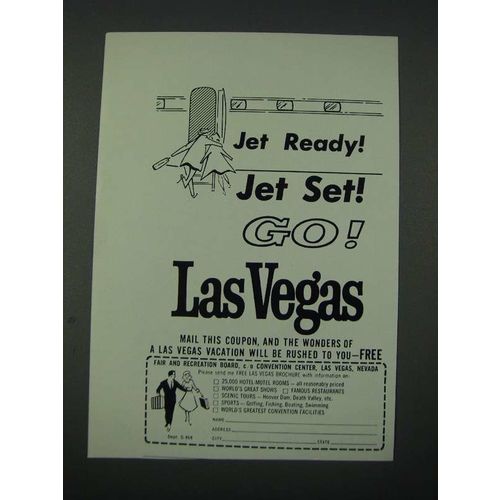 Jet Ready!
Jet Set!
GO!
Las Vegas
MAIL THIS COUPON, AND THE WONDERS OF
A LAS VEGAS VACATION WILL BE RUSHED TO YOU—FREE
FAIR AND RECREATION BOARD, c/o CONVENTION CENTER, LAS VEGAS, NEVADA
Please send me FREE LAS VEGAS BROCHURE, with information on:
25,000 HOTEL-MOTEL ROOMS — all reasonably priced
WORLD'S GREAT SHOWS FAMOUS RESTAURANTS
SCENIC TOURS — Hoover Dam, Death Valley, etc.
SPORTS — Golfing, Fishing, Boating, Swimming
WORLD'S GREATEST CONVENTION FACILITIES
NAME
ADDRESS
Dept. CITY STATE